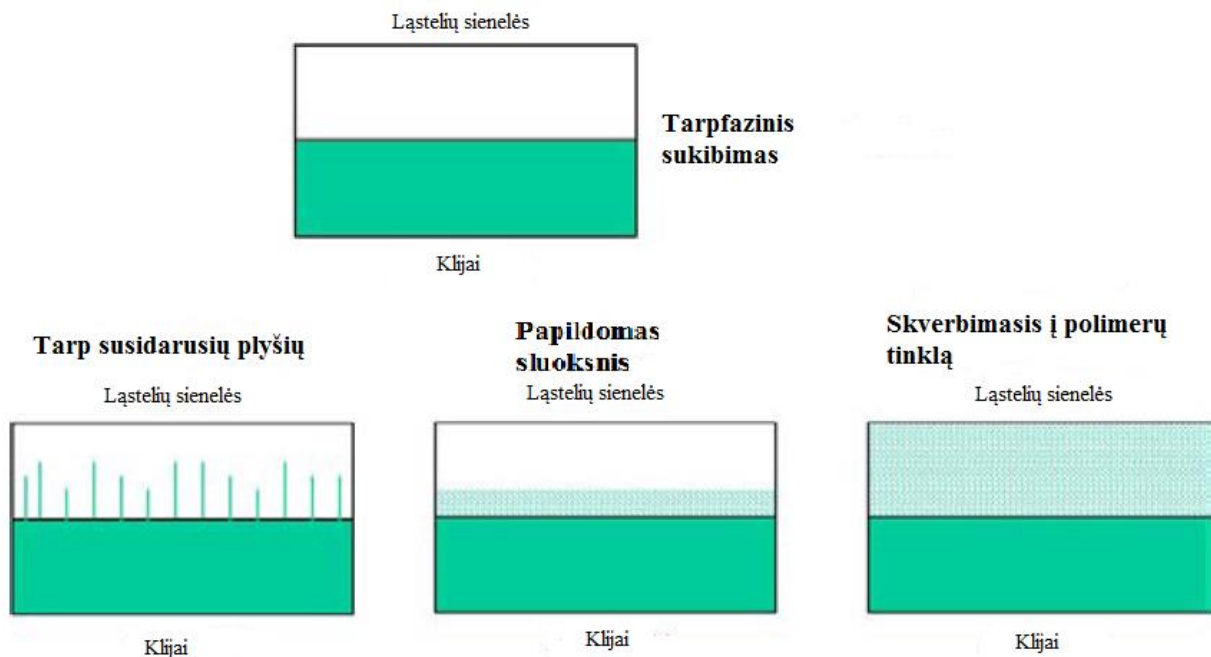 Ląstelių sienelės
Tarpfazinis
sukibimas
Klijai
Tarp susidarusių plyšių
Ląstelių sienelės
Klijai
Papildomas
sluoksnis
Ląstelių sienelės
Klijai
Skverbimasis į polimerų
tinklą
Ląstelių sienelės
Klijai